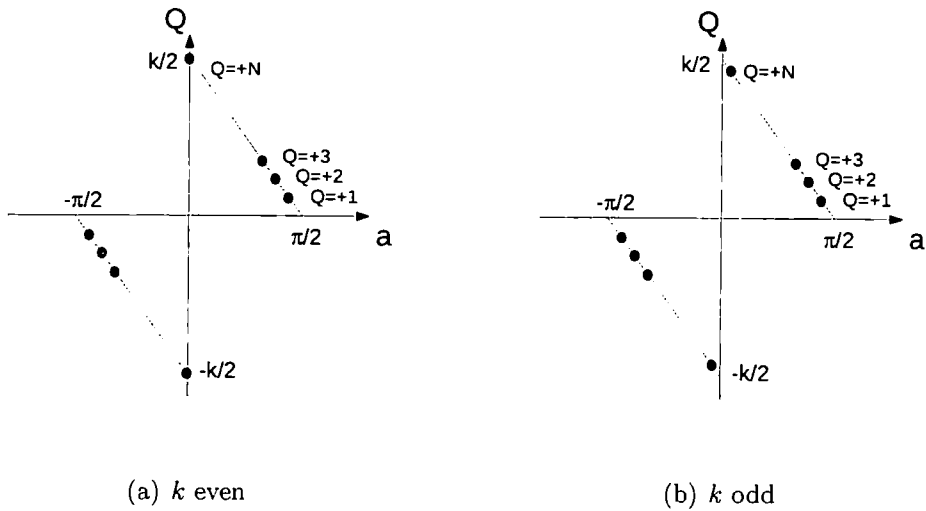 Q
k/2
Q=+N
Q=+3
Q=+2
Q=+1
-π/2
π/2
a
-k/2
(a) k even
Q
k/2
Q=+N
Q=+3
Q=+2
Q=+1
-π/2
π/2
a
-k/2
(b) k odd